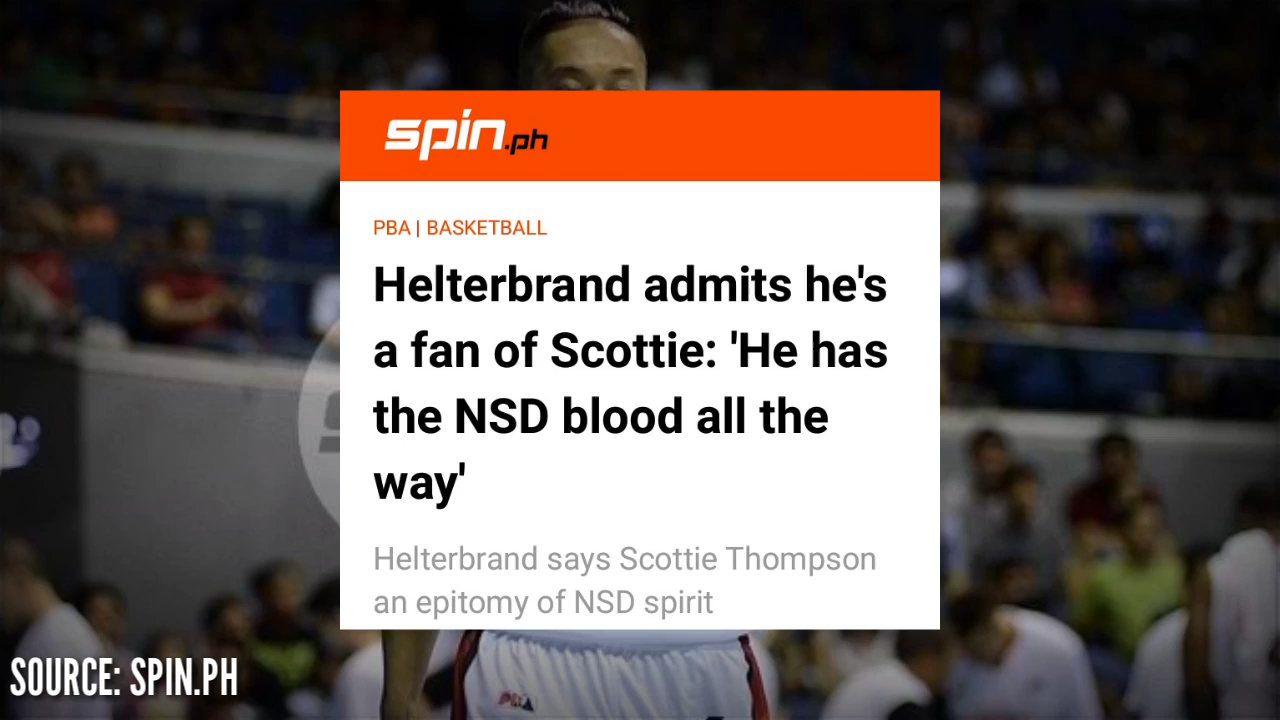 spin.ph
PBA | BASKETBALL
Helterbrand admits he's
a fan of Scottie: 'He has
the NSD blood all the
way'
Helterbrand says Scottie Thompson
an epitomy of NSD spirit
PBA
SOURCE: SPIN.PH